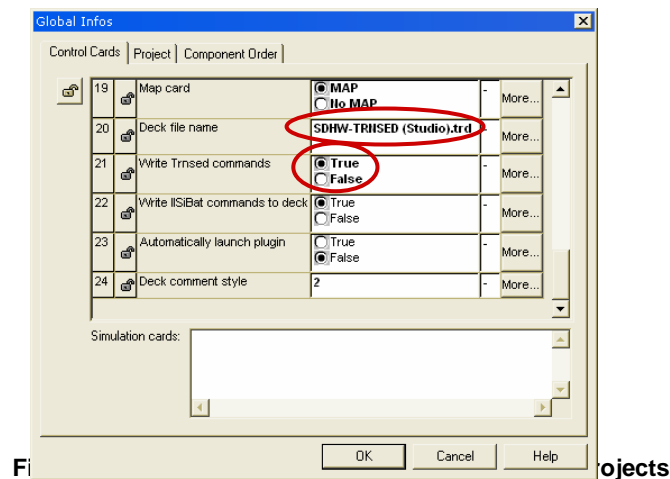 Global Infos
Control Cards Project Component Order
19 Map card MAP - More...
No MAP
20 Deck file name SDHW-TRNSED (Studio).trd - More...
21 Write Trnsed commands True - More...
False
22 Write IISiBat commands to deck True - More...
False
23 Automatically launch plugin True - More...
False
24 Deck comment style 2 - More...
Simulation cards:
OK Cancel Help
Fi rojects